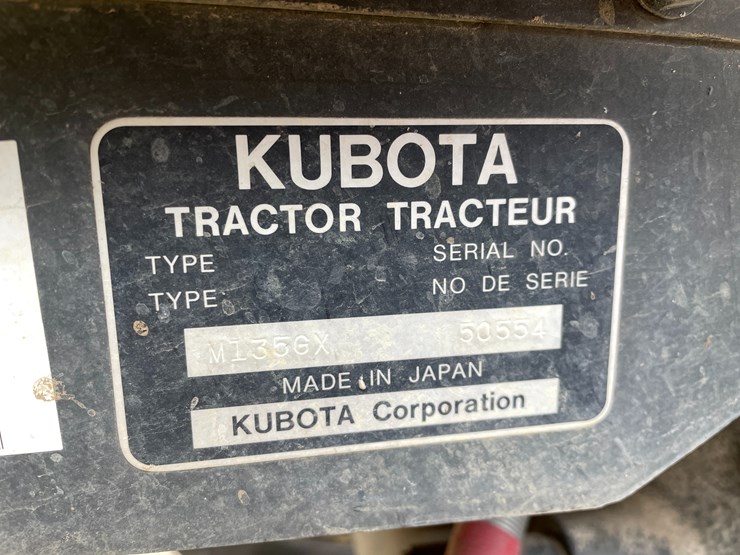 KUBOTA
TRACTOR TRACTEUR
TYPE SERIAL NO.
TYPE NO DE SERIE
M135GX 50554
MADE IN JAPAN
KUBOTA Corporation